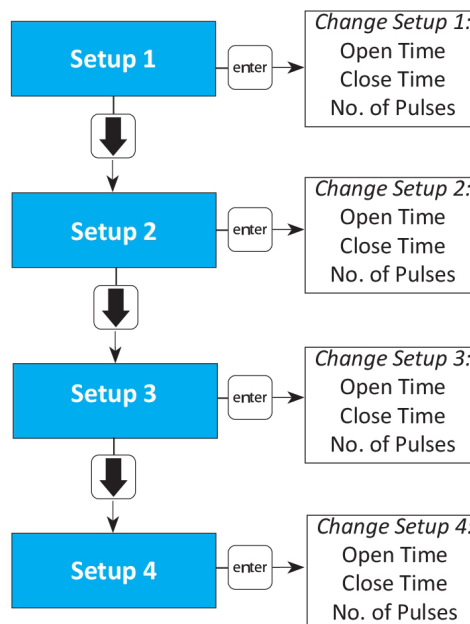 Setup 1
enter
Change Setup 1:
Open Time
Close Time
No. of Pulses
Setup 2
enter
Change Setup 2:
Open Time
Close Time
No. of Pulses
Setup 3
enter
Change Setup 3:
Open Time
Close Time
No. of Pulses
Setup 4
enter
Change Setup 4:
Open Time
Close Time
No. of Pulses